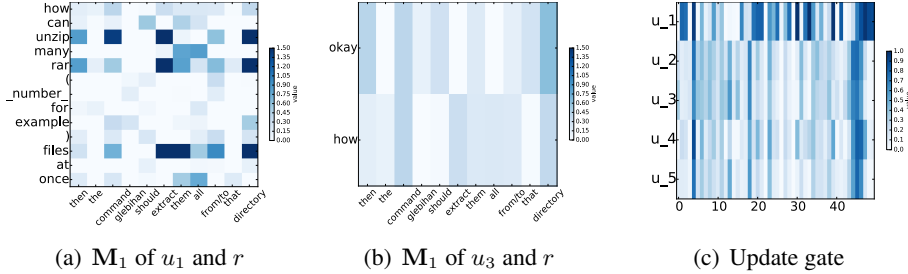 how
can
unzip
many
rar
(
_number_
for
example
)
files
at
once
then
the
command
glebihan
should
extract
them
all
from/to
that
directory
1.50
1.35
1.20
1.05
0.90
0.75
0.60
0.45
0.30
0.15
0.00
value
(a) M₁ of u₁ and r
okay
how
then
the
command
glebihan
should
extract
them
all
from/to
that
directory
1.50
1.35
1.20
1.05
0.90
0.75
0.60
0.45
0.30
0.15
0.00
value
(b) M₁ of u₃ and r
u_1
u_2
u_3
u_4
u_5
0 10 20 30 40
1.0
0.9
0.8
0.7
0.6
0.5
0.4
0.3
0.2
0.1
0.0
value
(c) Update gate